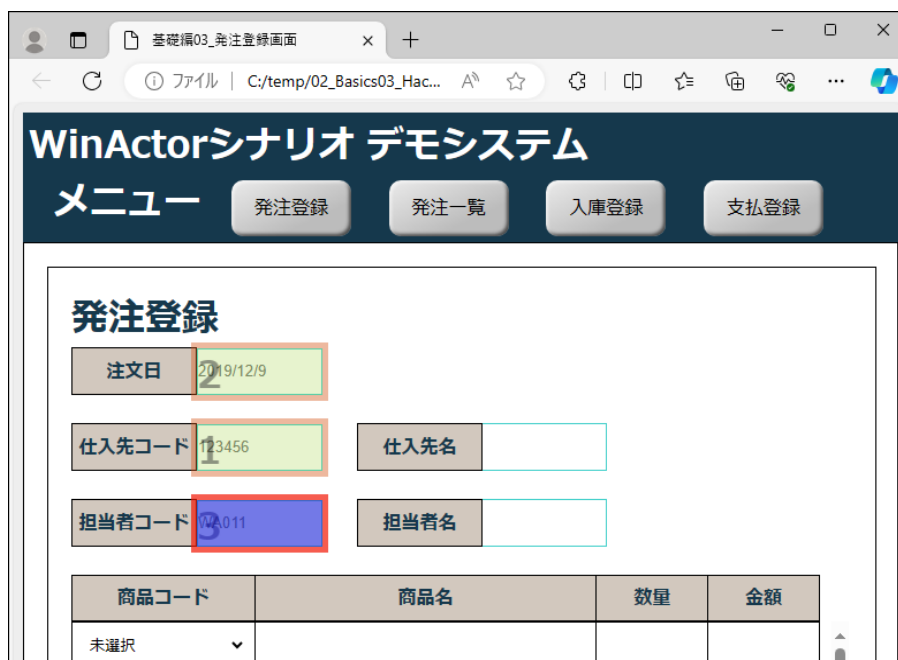 基礎編03_発注登録画面
ファイル C:/temp/02_Basics03_Hac...
WinActorシナリオ デモシステム
メニュー 発注登録 発注一覧 入庫登録 支払登録
発注登録
注文日 2019/12/9 2
仕入先コード 123456 1 仕入先名
担当者コード WA011 3 担当者名
商品コード 商品名 数量 金額
未選択